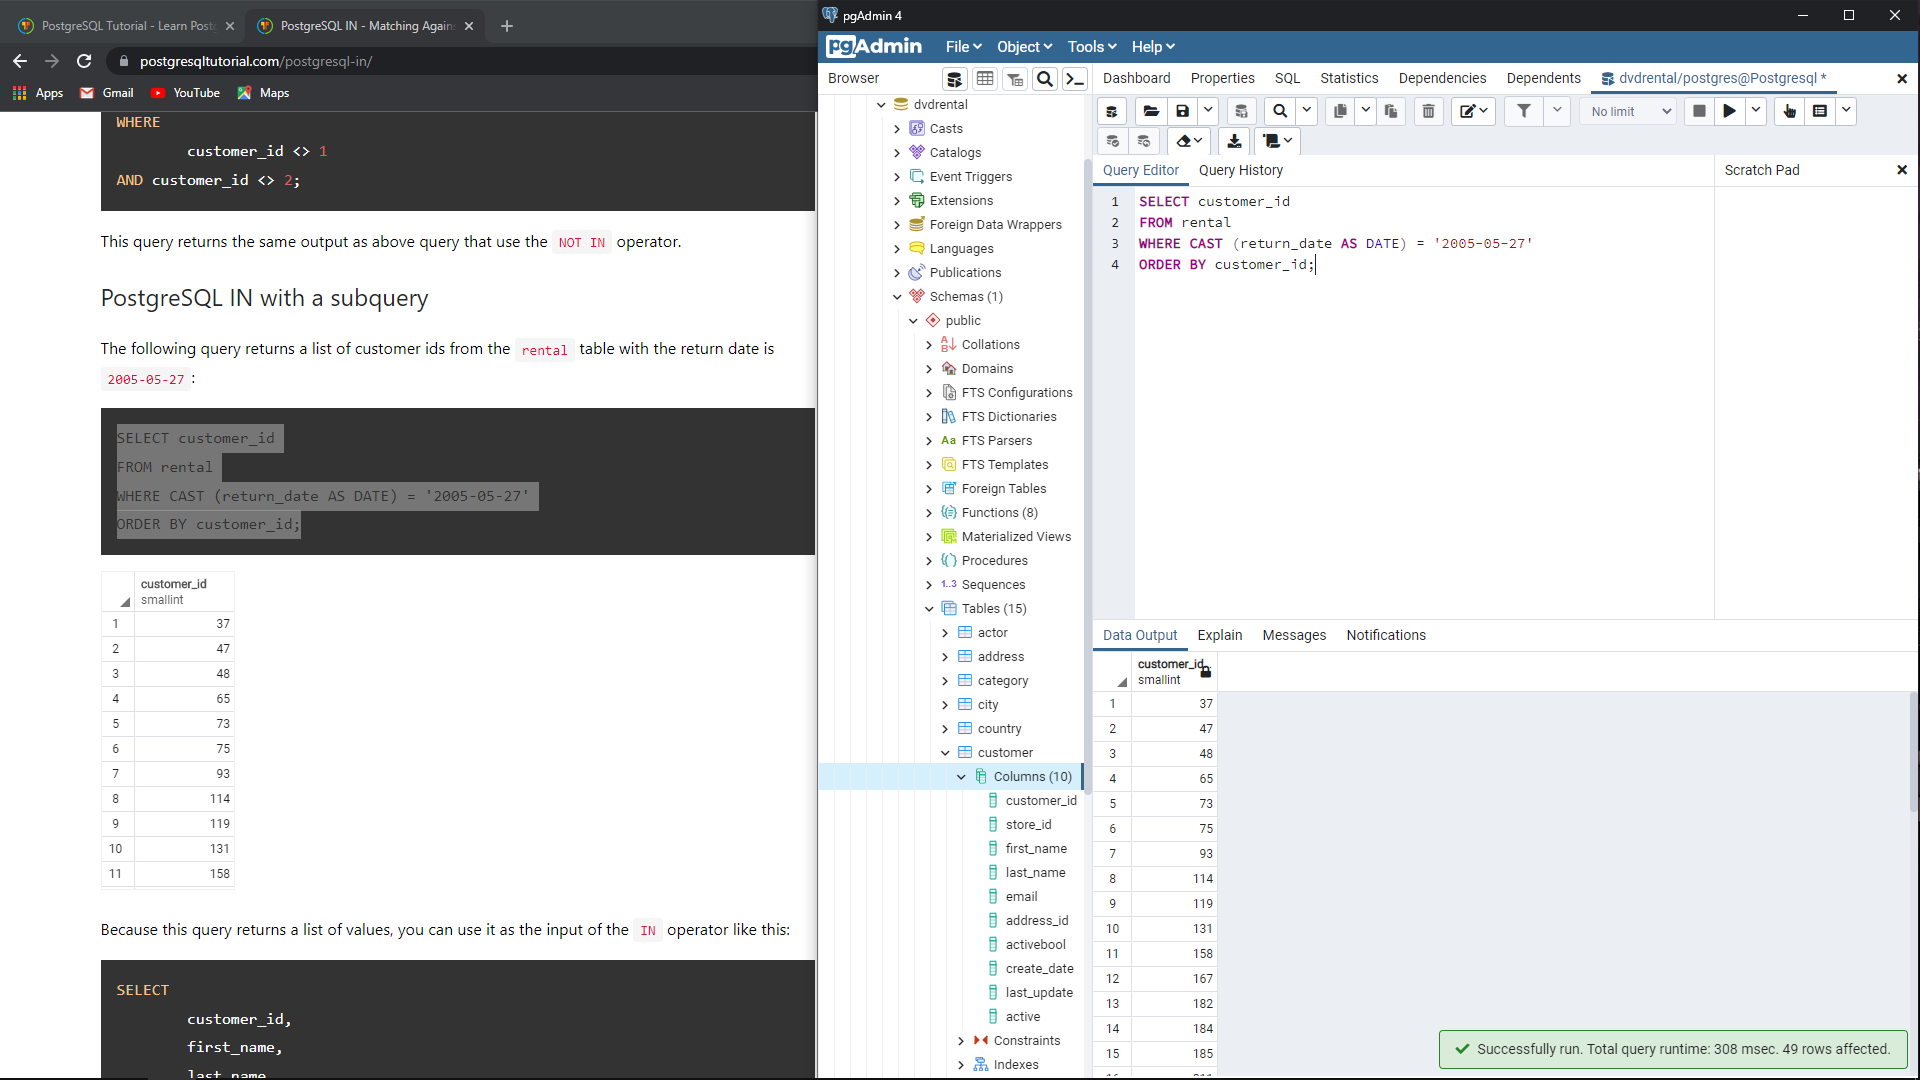 PostgreSQL Tutorial - Learn Post
PostgreSQL IN - Matching Again
postgresqltutorial.com/postgresql-in/
Apps
Gmail
YouTube
Maps
WHERE
customer_id <> 1
AND customer_id <> 2;
This query returns the same output as above query that use the NOT IN operator.
PostgreSQL IN with a subquery
The following query returns a list of customer ids from the rental table with the return date is
2005-05-27 :
SELECT customer_id
FROM rental
WHERE CAST (return_date AS DATE) = '2005-05-27'
ORDER BY customer_id;
customer_id
smallint
1 37
2 47
3 48
4 65
5 73
6 75
7 93
8 114
9 119
10 131
11 158
Because this query returns a list of values, you can use it as the input of the IN operator like this:
SELECT
customer_id,
first_name,
last_name
pgAdmin 4
pgAdmin
File
Object
Tools
Help
Browser
dvdrental
Casts
Catalogs
Event Triggers
Extensions
Foreign Data Wrappers
Languages
Publications
Schemas (1)
public
Collations
Domains
FTS Configurations
FTS Dictionaries
Aa FTS Parsers
FTS Templates
Foreign Tables
Functions (8)
Materialized Views
Procedures
1..3 Sequences
Tables (15)
actor
address
category
city
country
customer
Columns (10)
customer_id
store_id
first_name
last_name
email
address_id
activebool
create_date
last_update
active
Constraints
Indexes
Dashboard
Properties
SQL
Statistics
Dependencies
Dependents
dvdrental/postgres@Postgresql *
No limit
Query Editor
Query History
Scratch Pad
1 SELECT customer_id
2 FROM rental
3 WHERE CAST (return_date AS DATE) = '2005-05-27'
4 ORDER BY customer_id;
Data Output
Explain
Messages
Notifications
customer_id
smallint
1 37
2 47
3 48
4 65
5 73
6 75
7 93
8 114
9 119
10 131
11 158
12 167
13 182
14 184
15 185
Successfully run. Total query runtime: 308 msec. 49 rows affected.